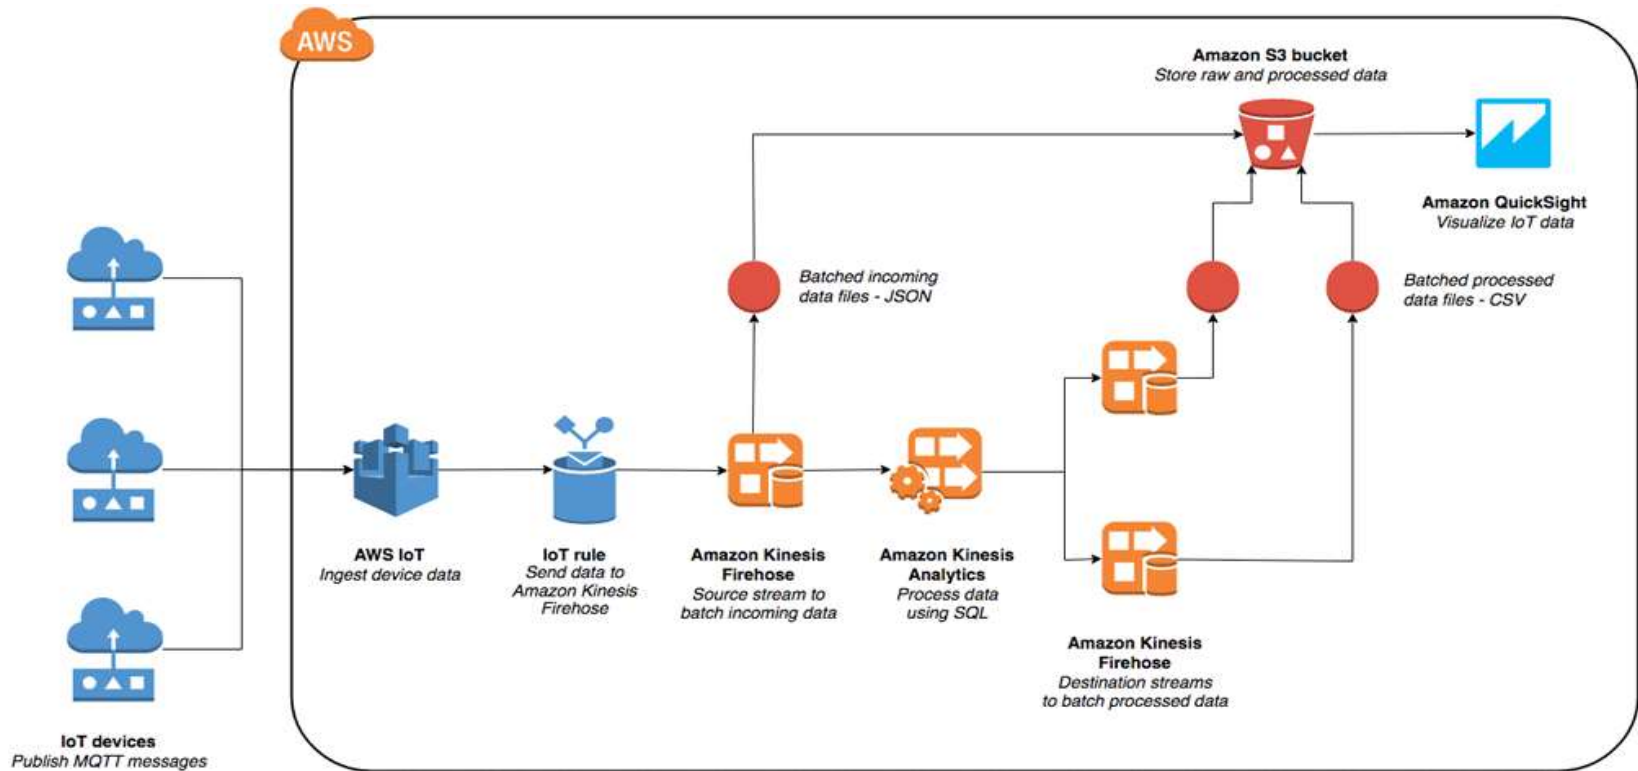 AWS
Amazon S3 bucket
Store raw and processed data
Amazon QuickSight
Visualize IoT data
Batched incoming
data files - JSON
Batched processed
data files - CSV
AWS IoT
Ingest device data
IoT rule
Send data to
Amazon Kinesis
Firehose
Amazon Kinesis
Firehose
Source stream to
batch incoming data
Amazon Kinesis
Analytics
Process data
using SQL
Amazon Kinesis
Firehose
Destination streams
to batch processed data
IoT devices
Publish MQTT messages